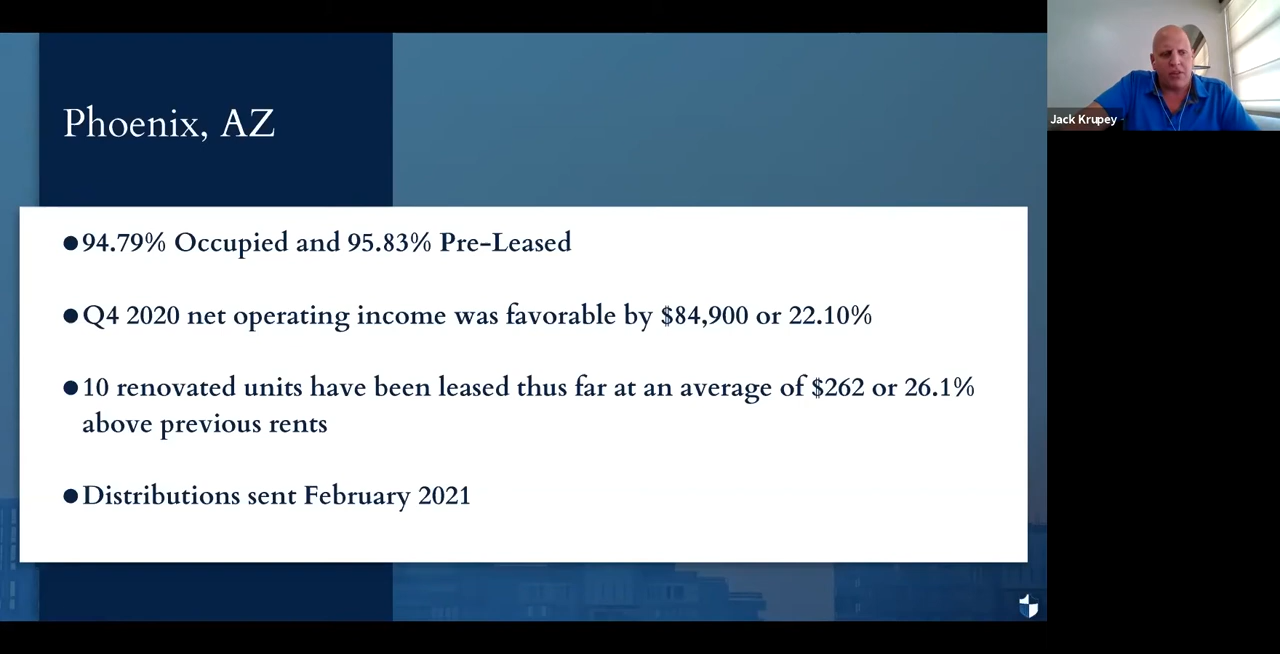 Phoenix, AZ
●94.79% Occupied and 95.83% Pre-Leased
●Q4 2020 net operating income was favorable by $84,900 or 22.10%
●10 renovated units have been leased thus far at an average of $262 or 26.1%
above previous rents
●Distributions sent February 2021
Jack Krupey